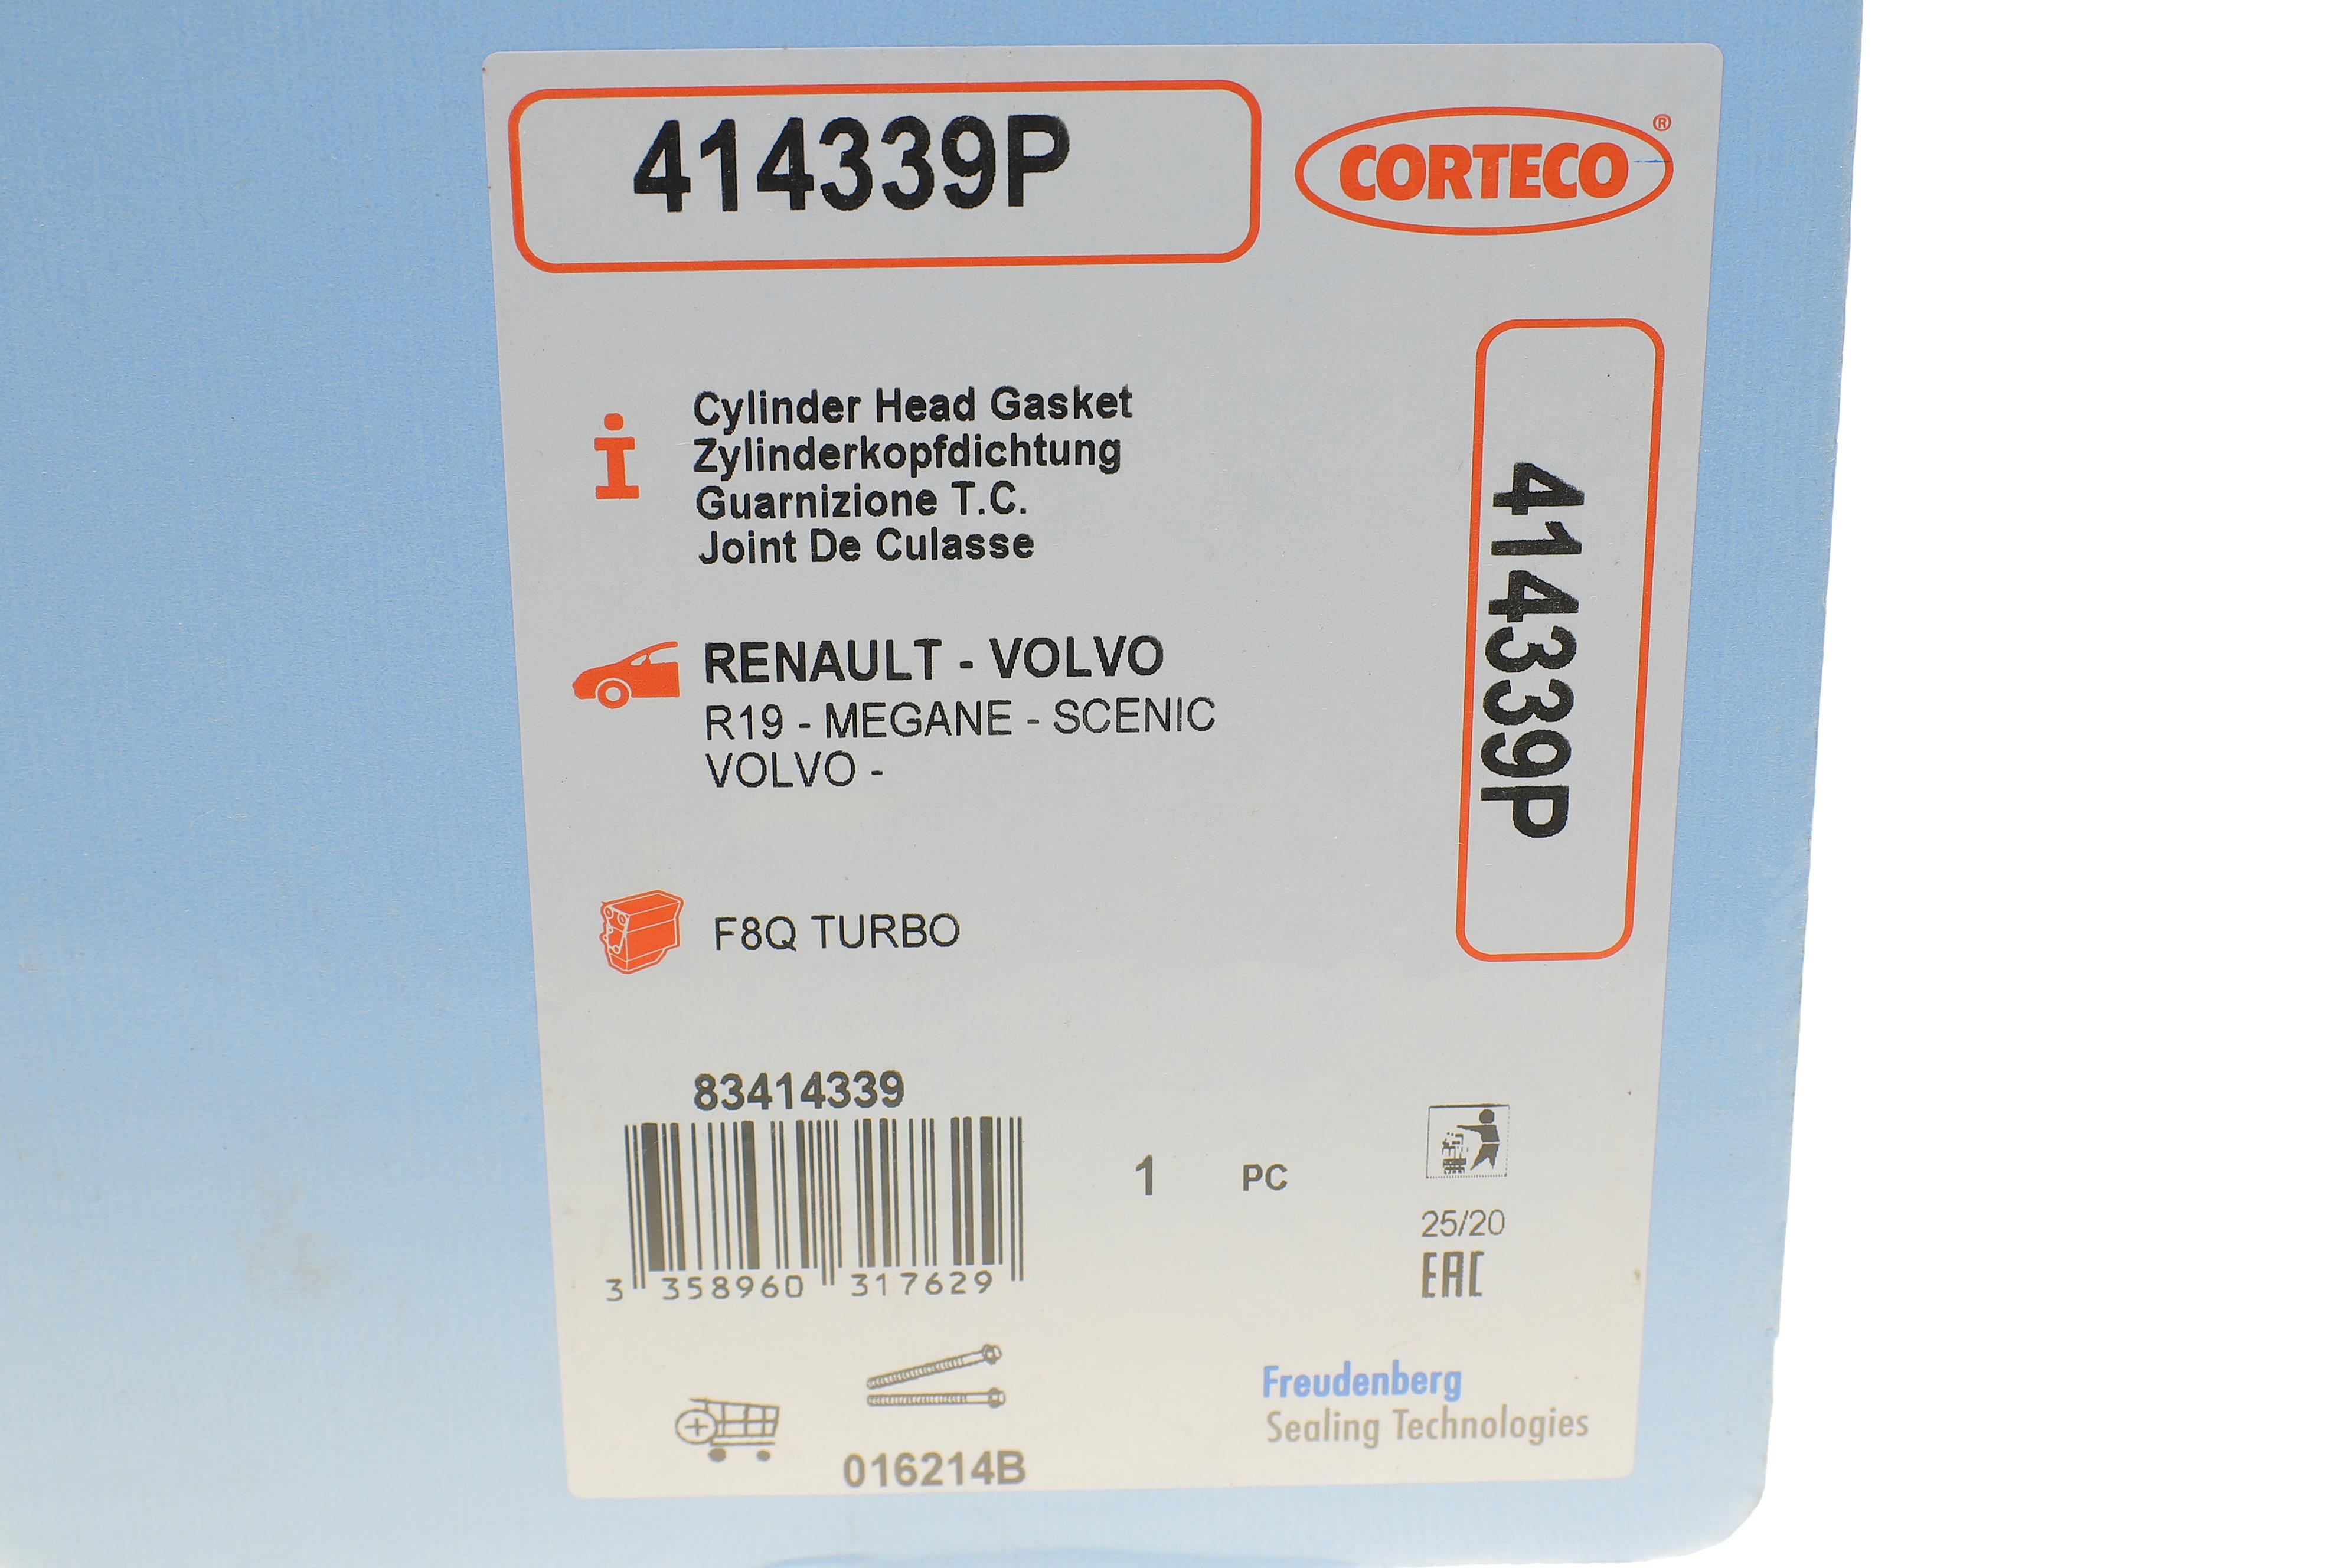 414339P
CORTECO®
Cylinder Head Gasket
Zylinderkopfdichtung
Guarnizione T.C.
Joint De Culasse
414339P
RENAULT - VOLVO
R19 - MEGANE - SCENIC
VOLVO -
F8Q TURBO
83414339
3 358960 317629
1 PC
25/20
EAC
016214B
Freudenberg
Sealing Technologies